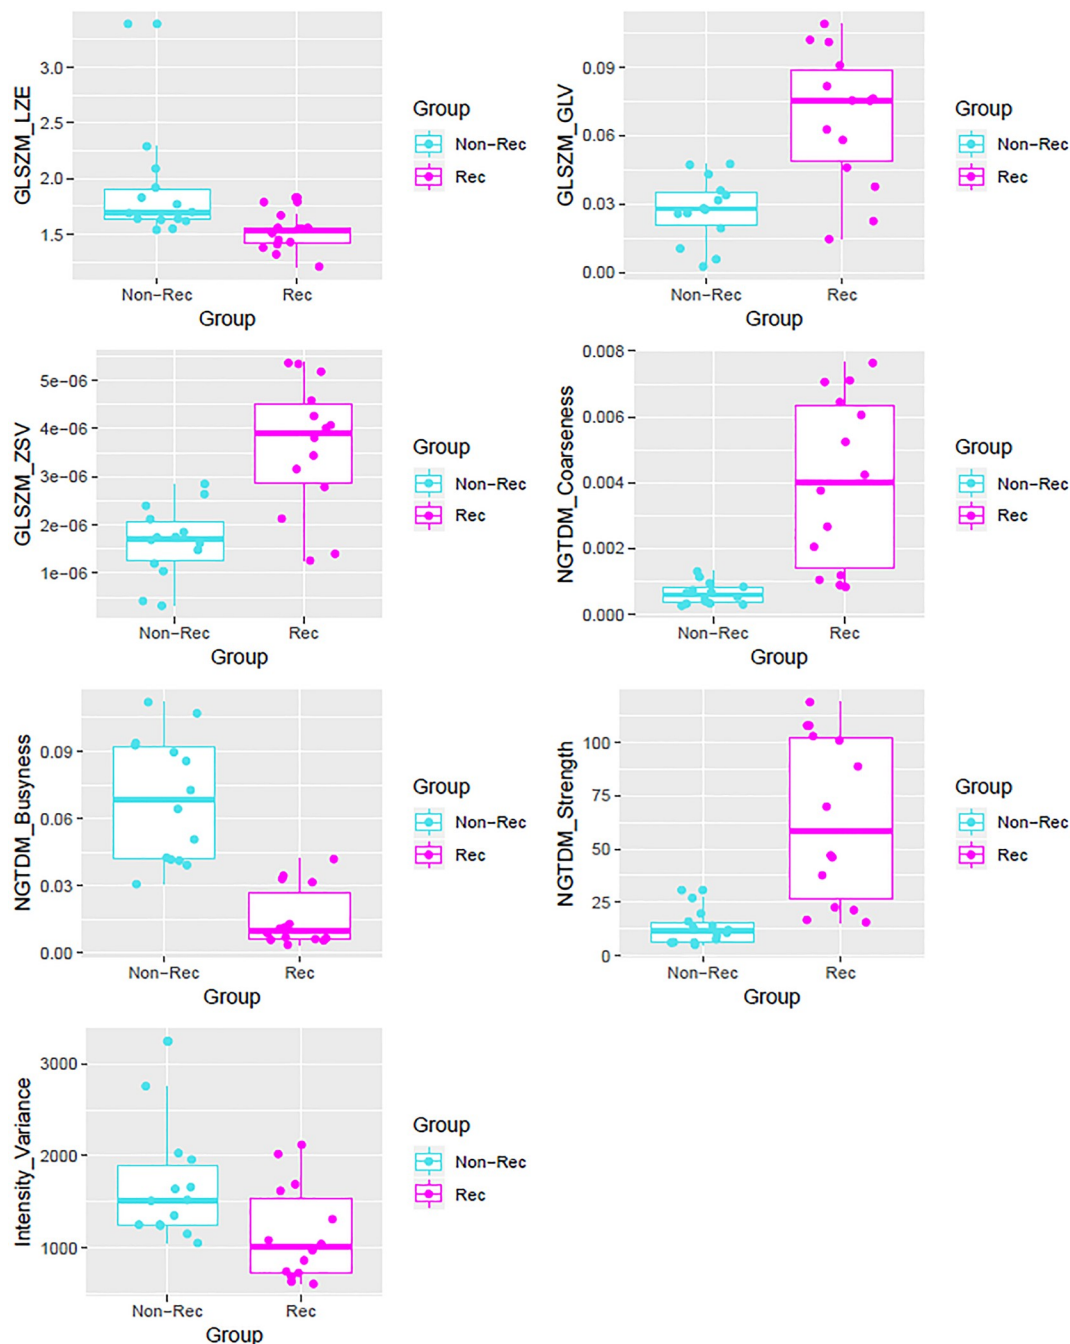 GLSZM_LZE
3.0
2.5
2.0
1.5
Non-Rec
Rec
Group
Group
Non-Rec
Rec
GLSZM_GLV
0.09
0.06
0.03
0.00
Non-Rec
Rec
Group
Group
Non-Rec
Rec
GLSZM_ZSV
5e-06
4e-06
3e-06
2e-06
1e-06
Non-Rec
Rec
Group
Group
Non-Rec
Rec
NGTDM_Coarseness
0.008
0.006
0.004
0.002
0.000
Non-Rec
Rec
Group
Group
Non-Rec
Rec
NGTDM_Busyness
0.09
0.06
0.03
0.00
Non-Rec
Rec
Group
Group
Non-Rec
Rec
NGTDM_Strength
100
75
50
25
0
Non-Rec
Rec
Group
Group
Non-Rec
Rec
Intensity_Variance
3000
2000
1000
Non-Rec
Rec
Group
Group
Non-Rec
Rec